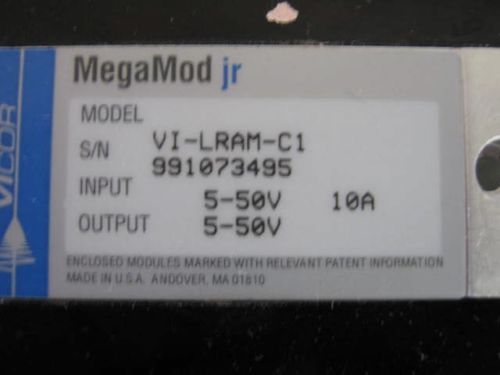 VICOR
MegaMod jr
MODEL VI-LRAM-C1
S/N 991073495
INPUT 5-50V 10A
OUTPUT 5-50V
ENCLOSED MODULES MARKED WITH RELEVANT PATENT INFORMATION
MADE IN U.S.A. ANDOVER, MA 01810